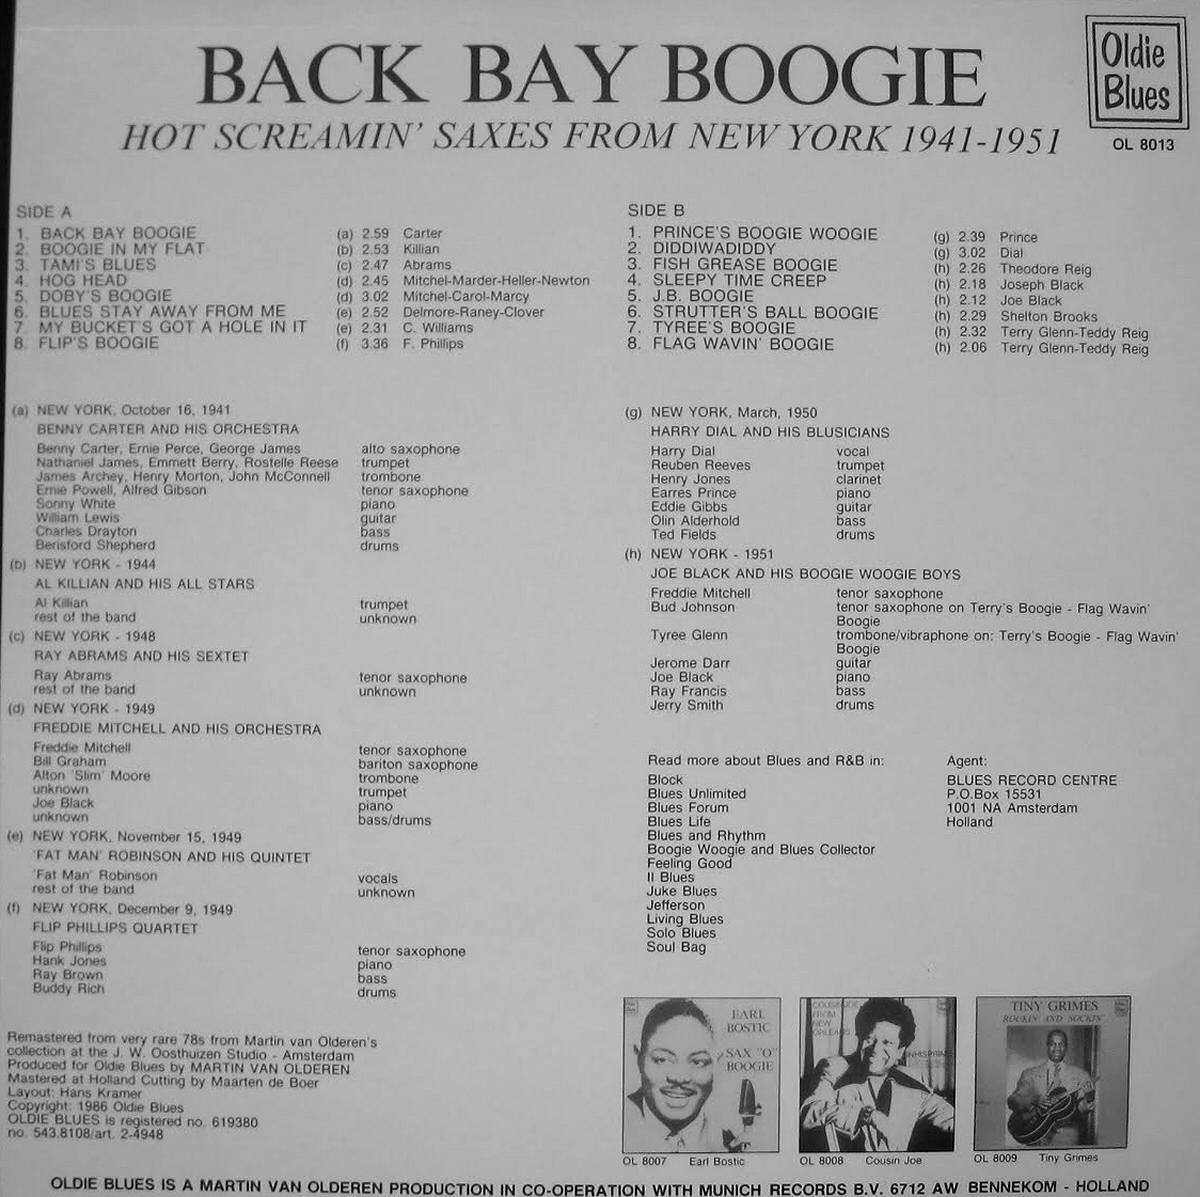 BACK BAY BOOGIE
HOT SCREAMIN' SAXES FROM NEW YORK 1941-1951
Oldie
Blues
OL 8013
SIDE A
1. BACK BAY BOOGIE (a) 2.59 Carter
2. BOOGIE IN MY FLAT (b) 2.53 Killian
3. TAMI'S BLUES (c) 2.47 Abrams
4. HOG HEAD (d) 2.45 Mitchel-Marder-Heller-Newton
5. DOBY'S BOOGIE (d) 3.02 Mitchel-Carol-Marcy
6. BLUES STAY AWAY FROM ME (e) 2.52 Delmore-Raney-Clover
7. MY BUCKET'S GOT A HOLE IN IT (e) 2.31 C. Williams
8. FLIP'S BOOGIE (f) 3.36 F. Phillips
SIDE B
1. PRINCE'S BOOGIE WOOGIE (g) 2.39 Prince
2. DIDDIWADIDDY (g) 3.02 Dial
3. FISH GREASE BOOGIE (h) 2.26 Theodore Reig
4. SLEEPY TIME CREEP (h) 2.18 Joseph Black
5. J.B. BOOGIE (h) 2.12 Joe Black
6. STRUTTER'S BALL BOOGIE (h) 2.29 Shelton Brooks
7. TYREE'S BOOGIE (h) 2.32 Terry Glenn-Teddy Reig
8. FLAG WAVIN' BOOGIE (h) 2.06 Terry Glenn-Teddy Reig
(a) NEW YORK, October 16, 1941
BENNY CARTER AND HIS ORCHESTRA
Benny Carter, Ernie Perce, George James alto saxophone
Nathaniel James, Emmett Berry, Rostelle Reese trumpet
James Archey, Henry Morton, John McConnell trombone
Ernie Powell, Alfred Gibson tenor saxophone
Sonny White piano
William Lewis guitar
Charles Drayton bass
Berisford Shepherd drums
(b) NEW YORK - 1944
AL KILLIAN AND HIS ALL STARS
Al Killian trumpet
rest of the band unknown
(c) NEW YORK - 1948
RAY ABRAMS AND HIS SEXTET
Ray Abrams tenor saxophone
rest of the band unknown
(d) NEW YORK - 1949
FREDDIE MITCHELL AND HIS ORCHESTRA
Freddie Mitchell tenor saxophone
Bill Graham bariton saxophone
Alton 'Slim' Moore trombone
unknown trumpet
Joe Black piano
unknown bass/drums
(e) NEW YORK, November 15, 1949
'FAT MAN' ROBINSON AND HIS QUINTET
'Fat Man' Robinson vocals
rest of the band unknown
(f) NEW YORK, December 9, 1949
FLIP PHILLIPS QUARTET
Flip Phillips tenor saxophone
Hank Jones piano
Ray Brown bass
Buddy Rich drums
(g) NEW YORK, March, 1950
HARRY DIAL AND HIS BLUSICIANS
Harry Dial vocal
Reuben Reeves trumpet
Henry Jones clarinet
Earres Prince piano
Eddie Gibbs guitar
Olin Alderhold bass
Ted Fields drums
(h) NEW YORK - 1951
JOE BLACK AND HIS BOOGIE WOOGIE BOYS
Freddie Mitchell tenor saxophone
Bud Johnson tenor saxophone on Terry's Boogie - Flag Wavin'
Boogie
Tyree Glenn trombone/vibraphone on: Terry's Boogie - Flag Wavin'
Boogie
Jerome Darr guitar
Joe Black piano
Ray Francis bass
Jerry Smith drums
Read more about Blues and R&B in:
Block
Blues Unlimited
Blues Forum
Blues Life
Blues and Rhythm
Boogie Woogie and Blues Collector
Feeling Good
Il Blues
Juke Blues
Jefferson
Living Blues
Solo Blues
Soul Bag
Agent:
BLUES RECORD CENTRE
P.O.Box 15531
1001 NA Amsterdam
Holland
Remastered from very rare 78s from Martin van Olderen's
collection at the J. W. Oosthuizen Studio - Amsterdam
Produced for Oldie Blues by MARTIN VAN OLDEREN
Mastered at Holland Cutting by Maarten de Boer
Layout: Hans Kramer
Copyright: 1986 Oldie Blues
OLDIE BLUES is registered no. 619380
no. 543.8108/art. 2-4948
EARL
BOSTIC
SAX "O"
BOOGIE
OL 8007 Earl Bostic
COUSIN JOE
FROM
NEW
ORLEANS
IN HIS PRIME
OL 8008 Cousin Joe
TINY GRIMES
ROCKIN' AND SOCKIN'
OL 8009 Tiny Grimes
OLDIE BLUES IS A MARTIN VAN OLDEREN PRODUCTION IN CO-OPERATION WITH MUNICH RECORDS B.V. 6712 AW BENNEKOM - HOLLAND